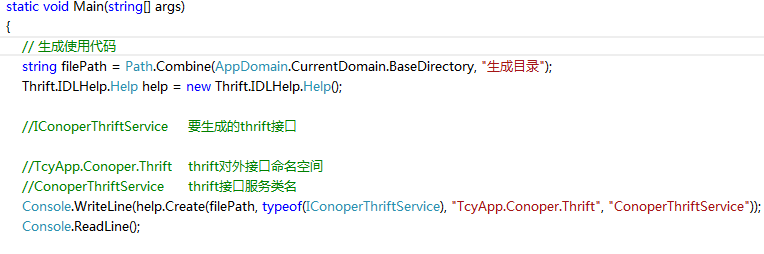 static void Main(string[] args)
{
// 生成使用代码
string filePath = Path.Combine(AppDomain.CurrentDomain.BaseDirectory, "生成目录");
Thrift.IDLHelp.Help help = new Thrift.IDLHelp.Help();
//IConoperThriftService 要生成的thrift接口
//TcyApp.Conoper.Thrift thrift对外接口命名空间
//ConoperThriftService thrift接口服务类名
Console.WriteLine(help.Create(filePath, typeof(IConoperThriftService), "TcyApp.Conoper.Thrift", "ConoperThriftService"));
Console.ReadLine();